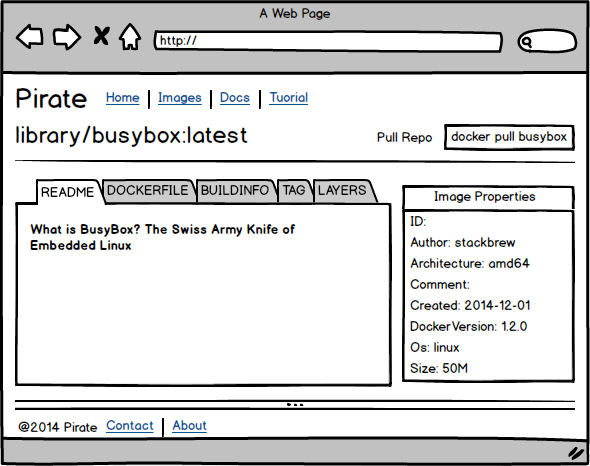 A Web Page
http://
Pirate Home Images Docs Tuorial
library/busybox:latest Pull Repo docker pull busybox
README DOCKERFILE BUILDINFO TAG LAYERS
What is BusyBox? The Swiss Army Knife of
Embedded Linux
Image Properties
ID:
Author: stackbrew
Architecture: amd64
Comment:
Created: 2014-12-01
DockerVersion: 1.2.0
Os: linux
Size: 50M
@2014 Pirate Contact About